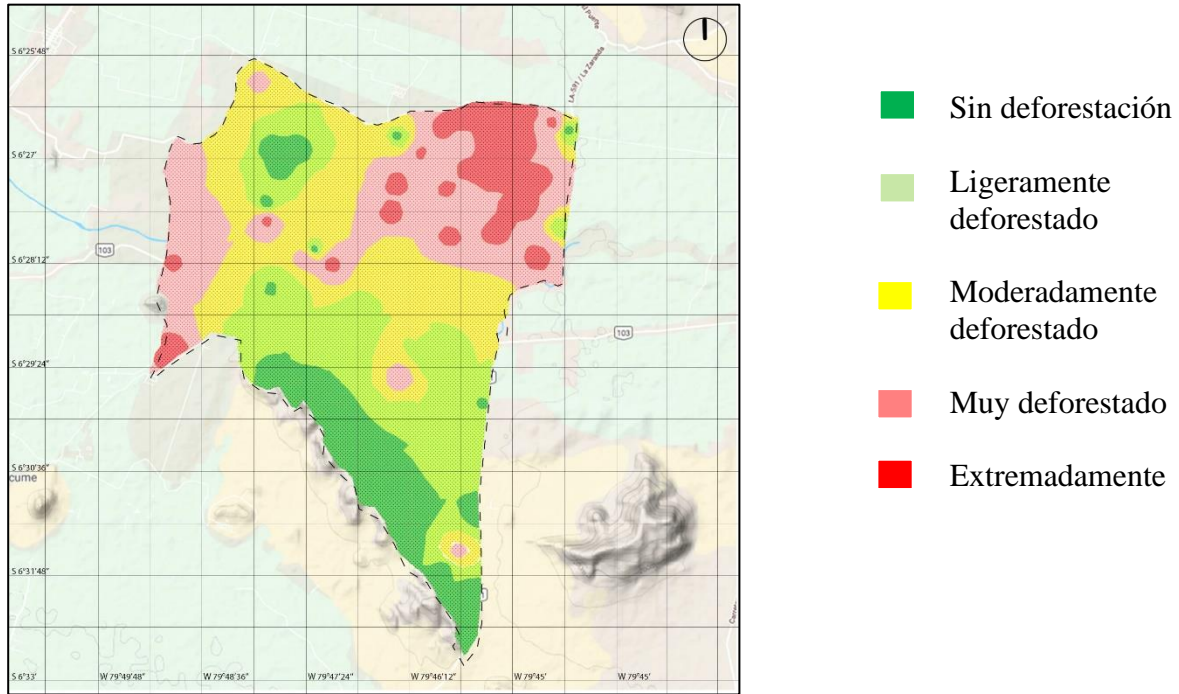 S 6°25'48"
LA-591 / La Zaranda
S 6°27'
103
S 6°28'12"
103
S 6°29'24"
S 6°30'36"
cume
S 6°31'48"
S 6°33'
W 79°49'48"
W 79°48'36"
W 79°47'24"
W 79°46'12"
W 79°45'
W 79°45'
Sin deforestación
Ligeramente
deforestado
Moderadamente
deforestado
Muy deforestado
Extremadamente